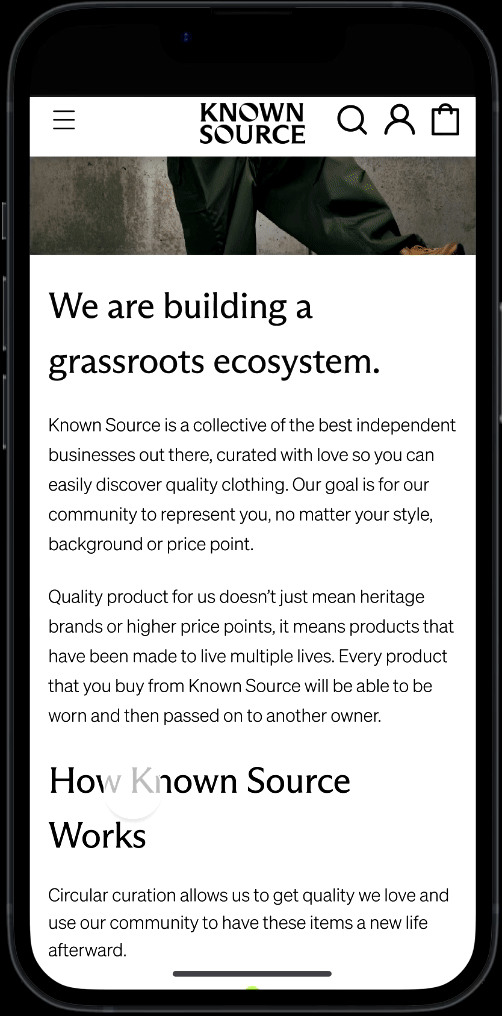 KNOWN
SOURCE
We are building a
grassroots ecosystem.
Known Source is a collective of the best independent
businesses out there, curated with love so you can
easily discover quality clothing. Our goal is for our
community to represent you, no matter your style,
background or price point.
Quality product for us doesn't just mean heritage
brands or higher price points, it means products that
have been made to live multiple lives. Every product
that you buy from Known Source will be able to be
worn and then passed on to another owner.
How Known Source
Works
Circular curation allows us to get quality we love and
use our community to have these items a new life
afterward.